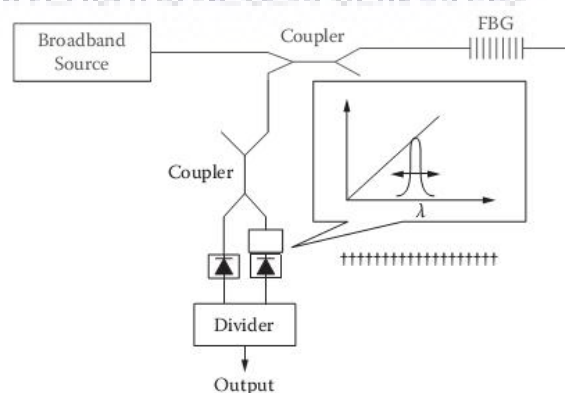 Broadband
Source
Coupler
FBG
Coupler
λ
Divider
Output